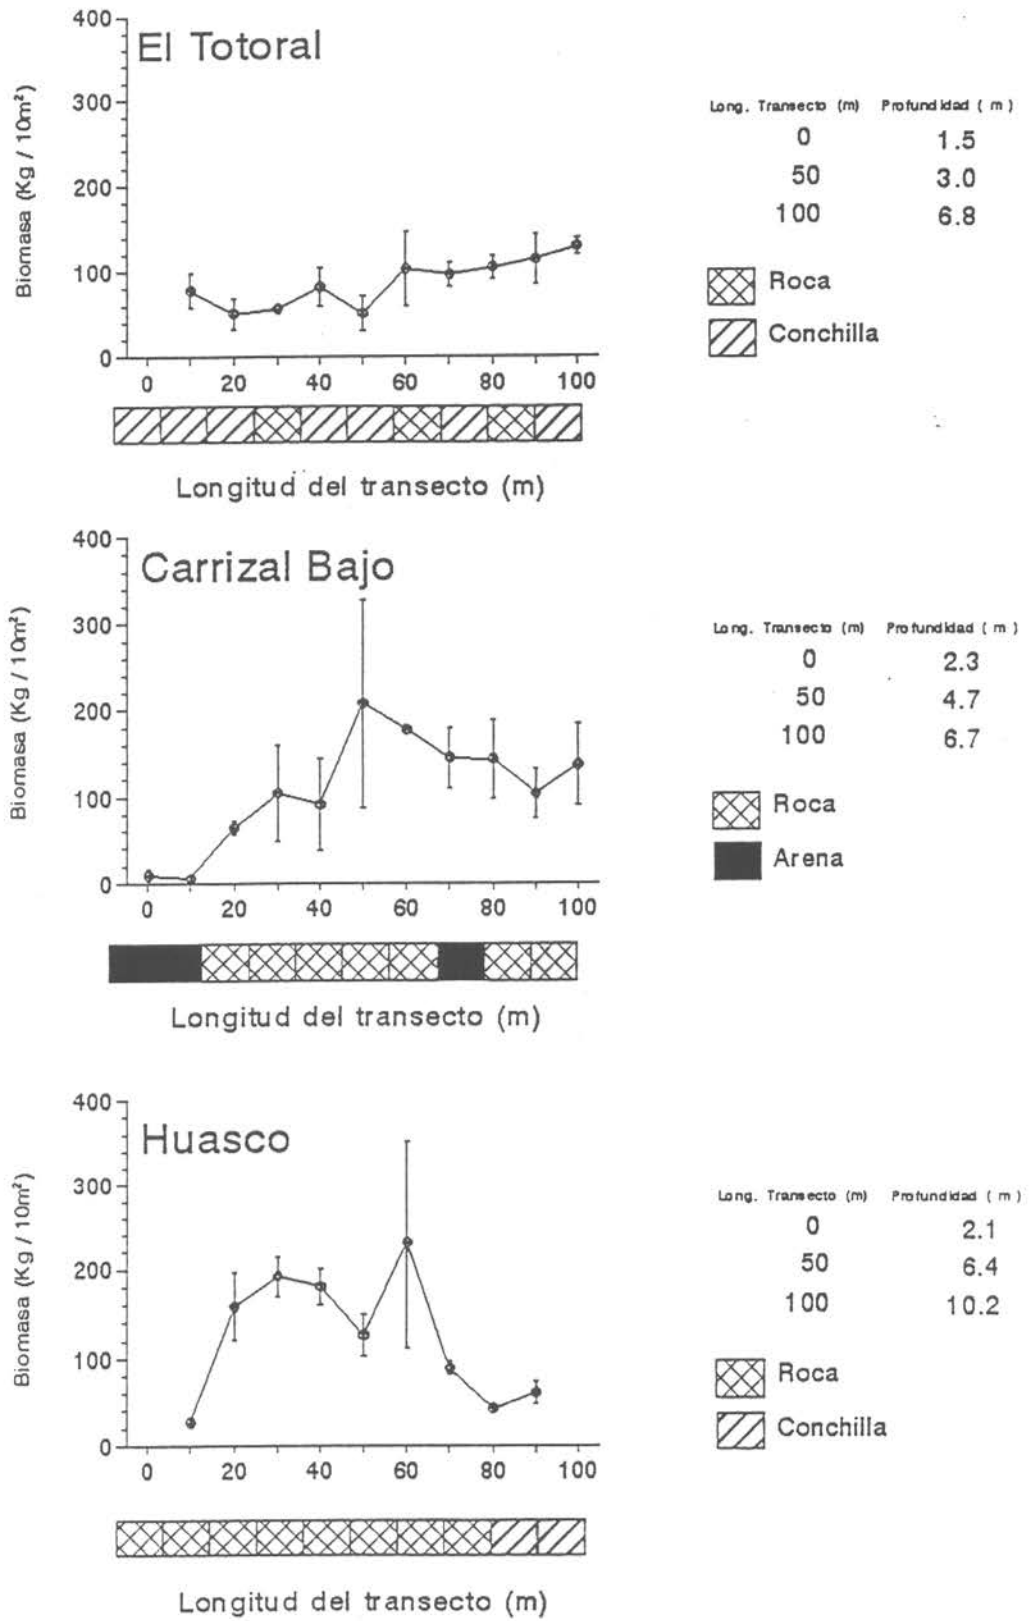 El Totoral
400
300
200
100
0
Biomasa (Kg / 10m²)
0 20 40 60 80 100
Longitud del transecto (m)
Long. Transecto (m) Profundidad ( m )
0 1.5
50 3.0
100 6.8
Roca
Conchilla
Carrizal Bajo
400
300
200
100
0
Biomasa (Kg / 10m²)
0 20 40 60 80 100
Longitud del transecto (m)
Long. Transecto (m) Profundidad ( m )
0 2.3
50 4.7
100 6.7
Roca
Arena
Huasco
400
300
200
100
0
Biomasa (Kg / 10m²)
0 20 40 60 80 100
Longitud del transecto (m)
Long. Transecto (m) Profundidad ( m )
0 2.1
50 6.4
100 10.2
Roca
Conchilla